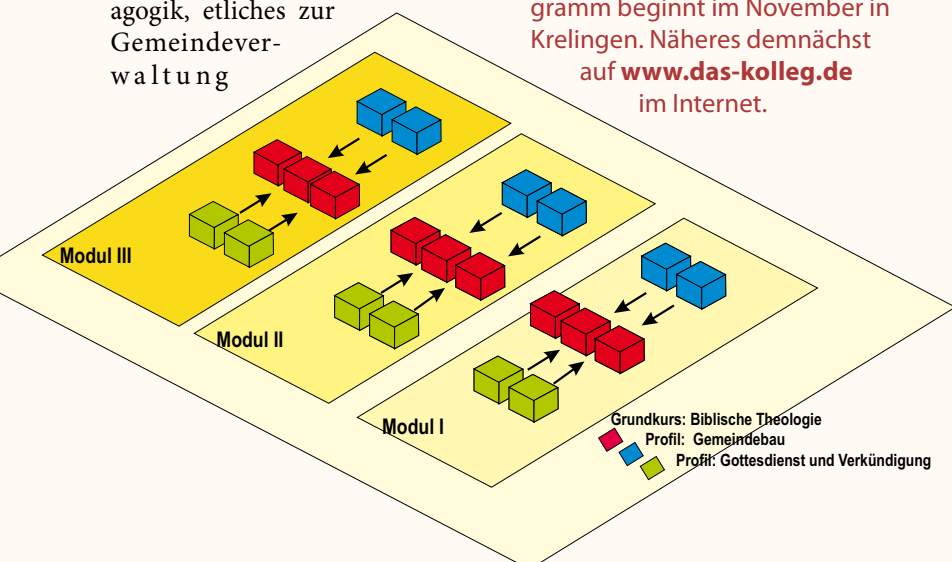 agogik, etliches zur
Gemeindever-
waltung
gramm beginnt im November in
Krelingen. Näheres demnächst
auf www.das-kolleg.de
im Internet.
Modul III
Modul II
Modul I
Grundkurs: Biblische Theologie
Profil: Gemeindebau
Profil: Gottesdienst und Verkündigung